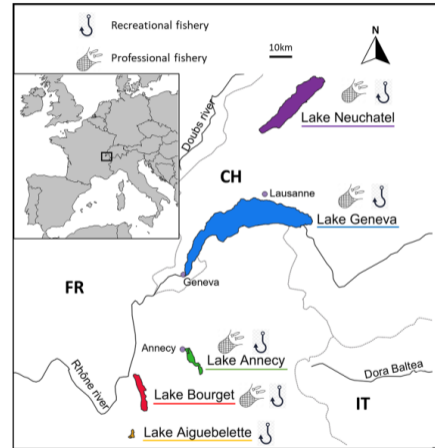 Recreational fishery
Professional fishery
10km
Doubs river
Lake Neuchatel
CH
Lausanne
Lake Geneva
Geneva
FR
Annecy
Lake Annecy
Rhône river
Dora Baltea
Lake Bourget
IT
Lake Aiguebelette